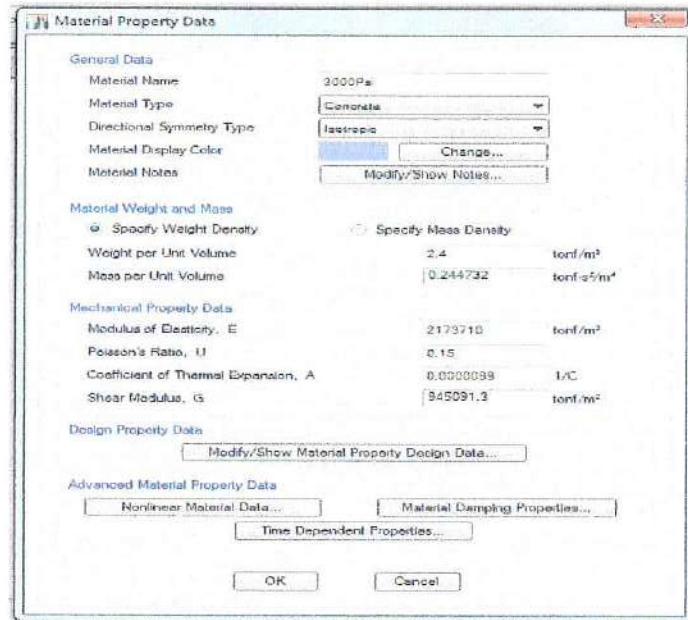 Material Property Data
General Data
Material Name 3000Psi
Material Type Concrete
Directional Symmetry Type Isotropic
Material Display Color Change...
Material Notes Modify/Show Notes...
Material Weight and Mass
Specify Weight Density Specify Mass Density
Weight per Unit Volume 2.4 tonf/m³
Mass per Unit Volume 0.244732 tonf-s²/m⁴
Mechanical Property Data
Modulus of Elasticity, E 2173710 tonf/m²
Poisson's Ratio, U 0.15
Coefficient of Thermal Expansion, A 0.0000099 1/C
Shear Modulus, G 945091.3 tonf/m²
Design Property Data
Modify/Show Material Property Design Data...
Advanced Material Property Data
Nonlinear Material Data... Material Damping Properties...
Time Dependent Properties...
OK Cancel